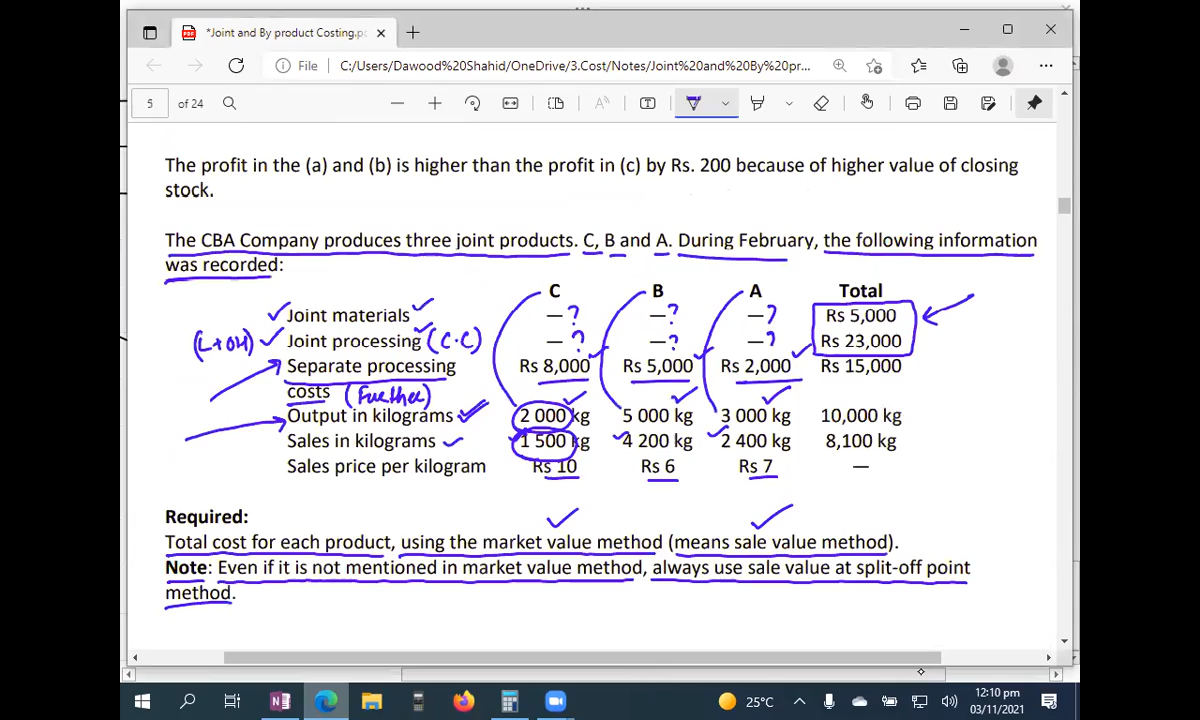 *Joint and By product Costing.pd
File C:/Users/Dawood%20Shahid/OneDrive/3.Cost/Notes/Joint%20and%20By%20pr...
5 of 24
The profit in the (a) and (b) is higher than the profit in (c) by Rs. 200 because of higher value of closing
stock.
The CBA Company produces three joint products. C, B and A. During February, the following information
was recorded:
C B A Total
Joint materials — ? — ? — ? Rs 5,000
(L+OH) Joint processing (C.C) — ? — ? — ? Rs 23,000
Separate processing Rs 8,000 Rs 5,000 Rs 2,000 Rs 15,000
costs (Further)
Output in kilograms 2 000 kg 5 000 kg 3 000 kg 10,000 kg
Sales in kilograms 1 500 kg 4 200 kg 2 400 kg 8,100 kg
Sales price per kilogram Rs 10 Rs 6 Rs 7 —
Required:
Total cost for each product, using the market value method (means sale value method).
Note: Even if it is not mentioned in market value method, always use sale value at split-off point
method.
25°C 12:10 pm
03/11/2021